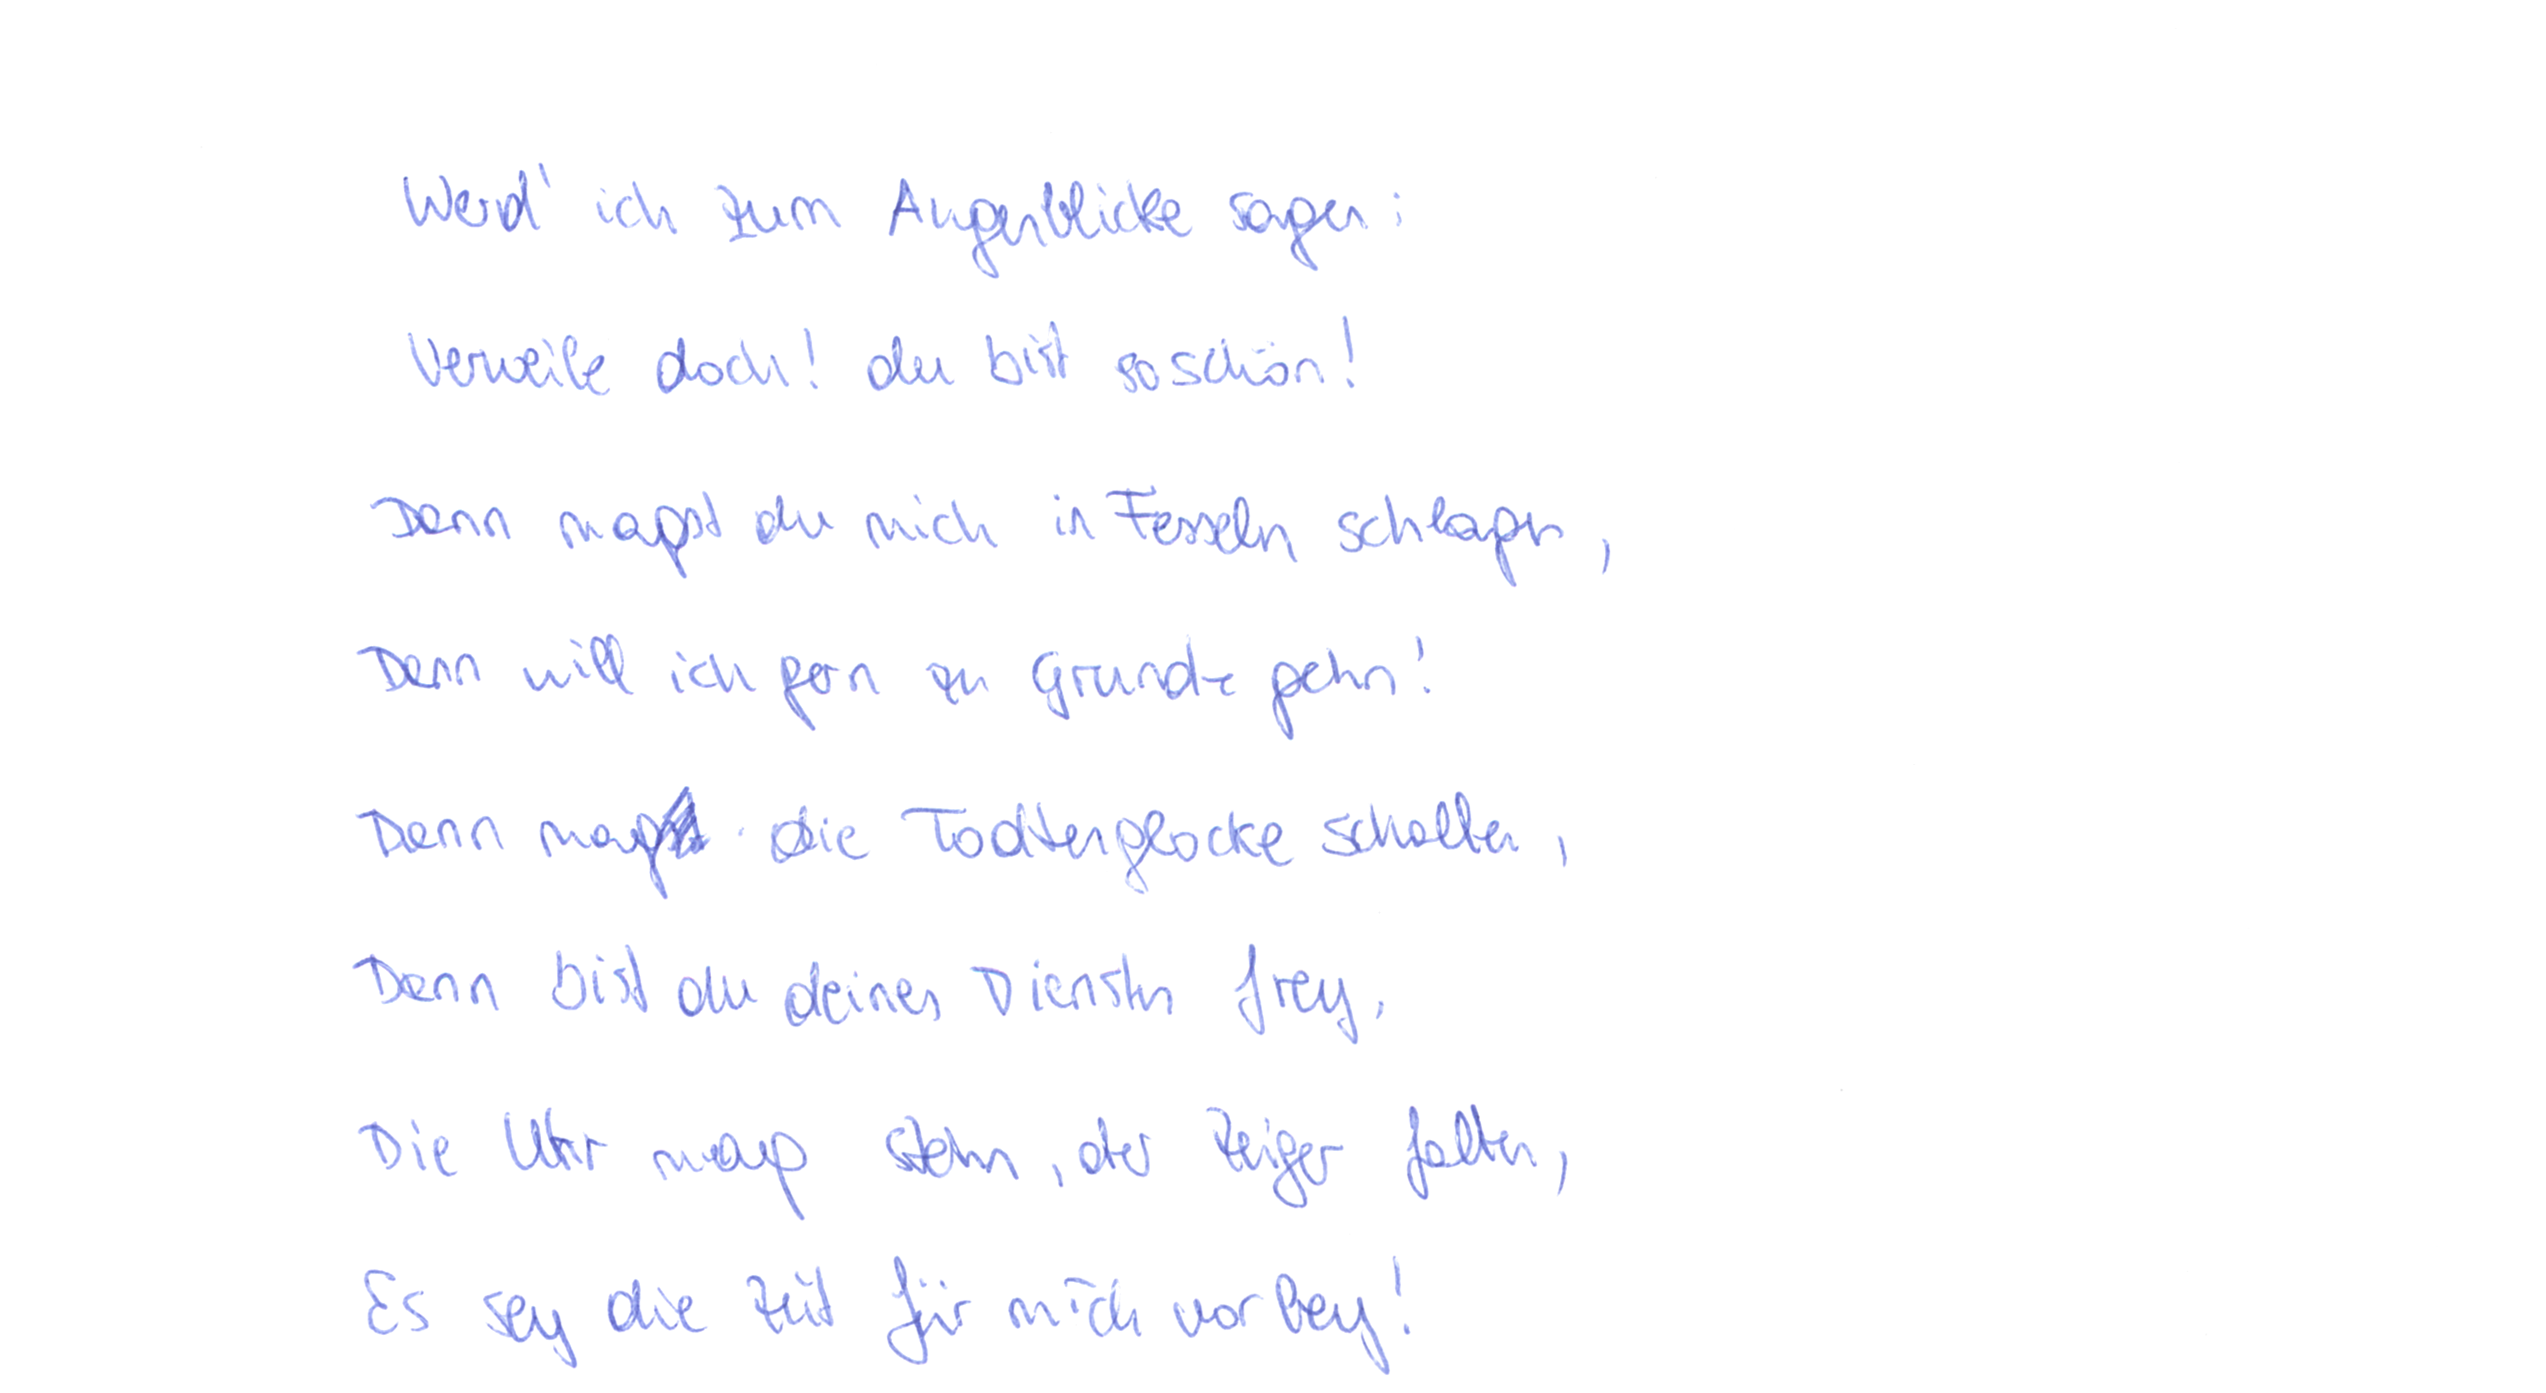 Werd' ich zum Augenblicke sagen:
Verweile doch! du bist so schön!
Dann magst du mich in Fesseln schlagen,
Dann will ich gern zu Grunde gehn!
Dann mag die Todtenglocke schallen,
Dann bist du deines Dienstes frey,
Die Uhr mag stehn, der Zeiger fallen,
Es sey die Zeit für mich vorbey!